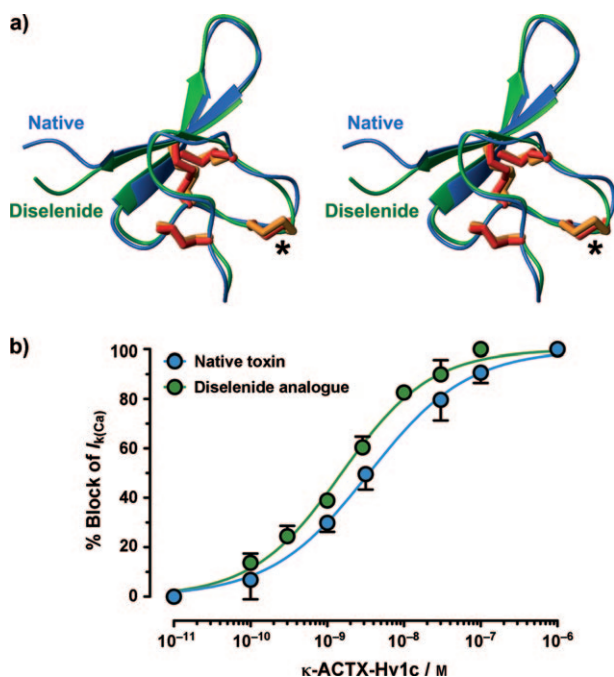 a)
Native
Diselenide
*
Native
Diselenide
*
b)
Native toxin
Diselenide analogue
% Block of I_k(Ca)
100
80
60
40
20
0
10⁻¹¹ 10⁻¹⁰ 10⁻⁹ 10⁻⁸ 10⁻⁷ 10⁻⁶
κ-ACTX-Hv1c / M